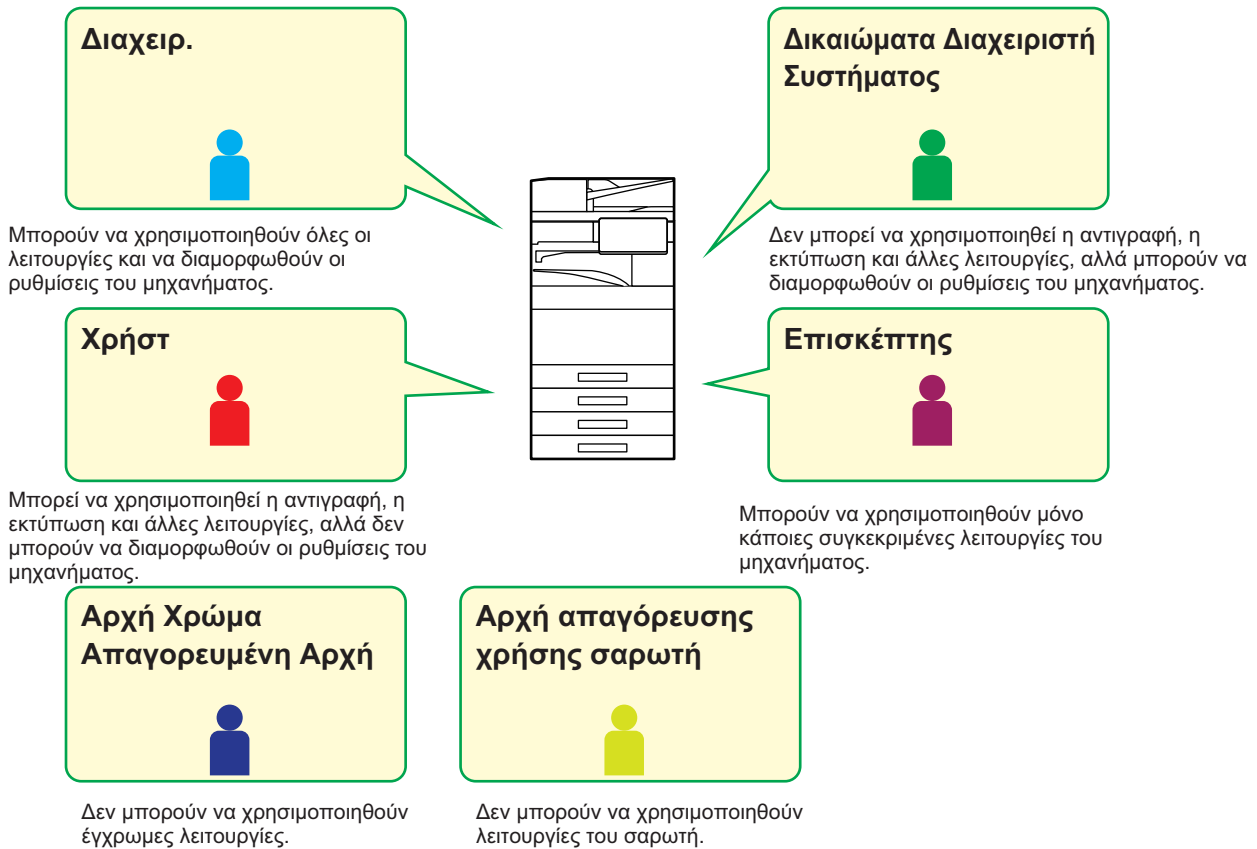 Διαχειρ.
Μπορούν να χρησιμοποιηθούν όλες οι
λειτουργίες και να διαμορφωθούν οι
ρυθμίσεις του μηχανήματος.
Δικαιώματα Διαχειριστή
Συστήματος
Δεν μπορεί να χρησιμοποιηθεί η αντιγραφή, η
εκτύπωση και άλλες λειτουργίες, αλλά μπορούν να
διαμορφωθούν οι ρυθμίσεις του μηχανήματος.
Χρήστ
Μπορεί να χρησιμοποιηθεί η αντιγραφή, η
εκτύπωση και άλλες λειτουργίες, αλλά δεν
μπορούν να διαμορφωθούν οι ρυθμίσεις του
μηχανήματος.
Επισκέπτης
Μπορούν να χρησιμοποιηθούν μόνο
κάποιες συγκεκριμένες λειτουργίες του
μηχανήματος.
Αρχή Χρώμα
Απαγορευμένη Αρχή
Δεν μπορούν να χρησιμοποιηθούν
έγχρωμες λειτουργίες.
Αρχή απαγόρευσης
χρήσης σαρωτή
Δεν μπορούν να χρησιμοποιηθούν
λειτουργίες του σαρωτή.